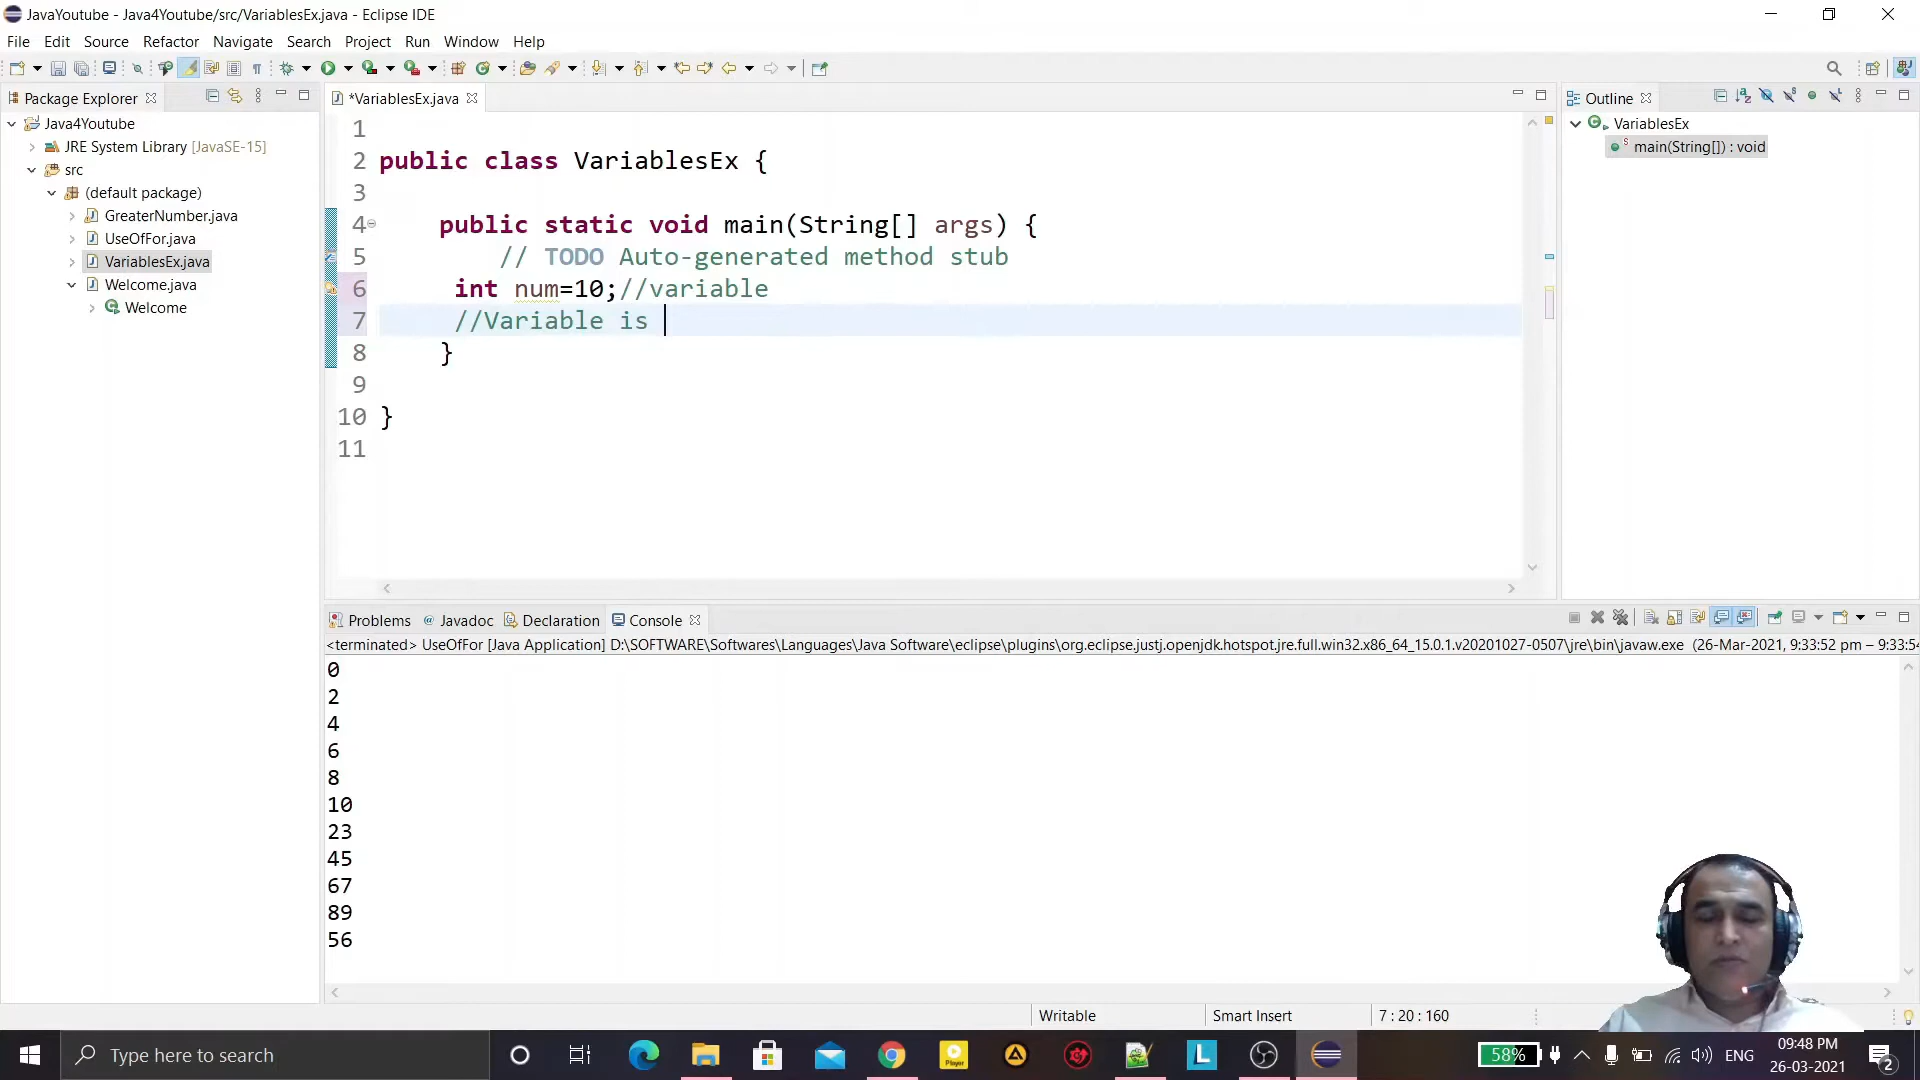 JavaYoutube - Java4Youtube/src/VariablesEx.java - Eclipse IDE
File Edit Source Refactor Navigate Search Project Run Window Help
Package Explorer
*VariablesEx.java
Outline
Java4Youtube
JRE System Library [JavaSE-15]
src
(default package)
GreaterNumber.java
UseOfFor.java
VariablesEx.java
Welcome.java
Welcome
1
2 public class VariablesEx {
3
4 public static void main(String[] args) {
5 // TODO Auto-generated method stub
6 int num=10;//variable
7 //Variable is
8 }
9
10 }
11
VariablesEx
main(String[]) : void
Problems @ Javadoc Declaration Console
<terminated> UseOfFor [Java Application] D:\SOFTWARE\Softwares\Languages\Java Software\eclipse\plugins\org.eclipse.justj.openjdk.hotspot.jre.full.win32.x86_64_15.0.1.v20201027-0507\jre\bin\javaw.exe (26-Mar-2021, 9:33:52 pm – 9:33:54
0
2
4
6
8
10
23
45
67
89
56
Writable Smart Insert 7 : 20 : 160
Type here to search
Player
L
58%
ENG
09:48 PM
26-03-2021
2